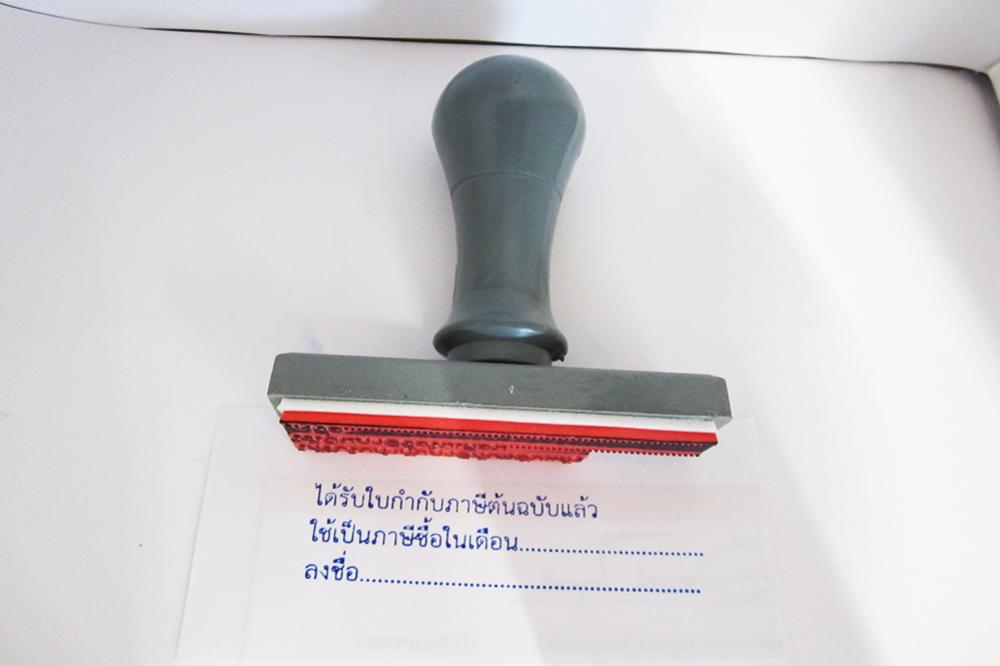 ได้รับใบกำกับภาษีต้นฉบับแล้ว
ใช้เป็นภาษีซื้อในเดือน..............................
ลงชื่อ........................................................